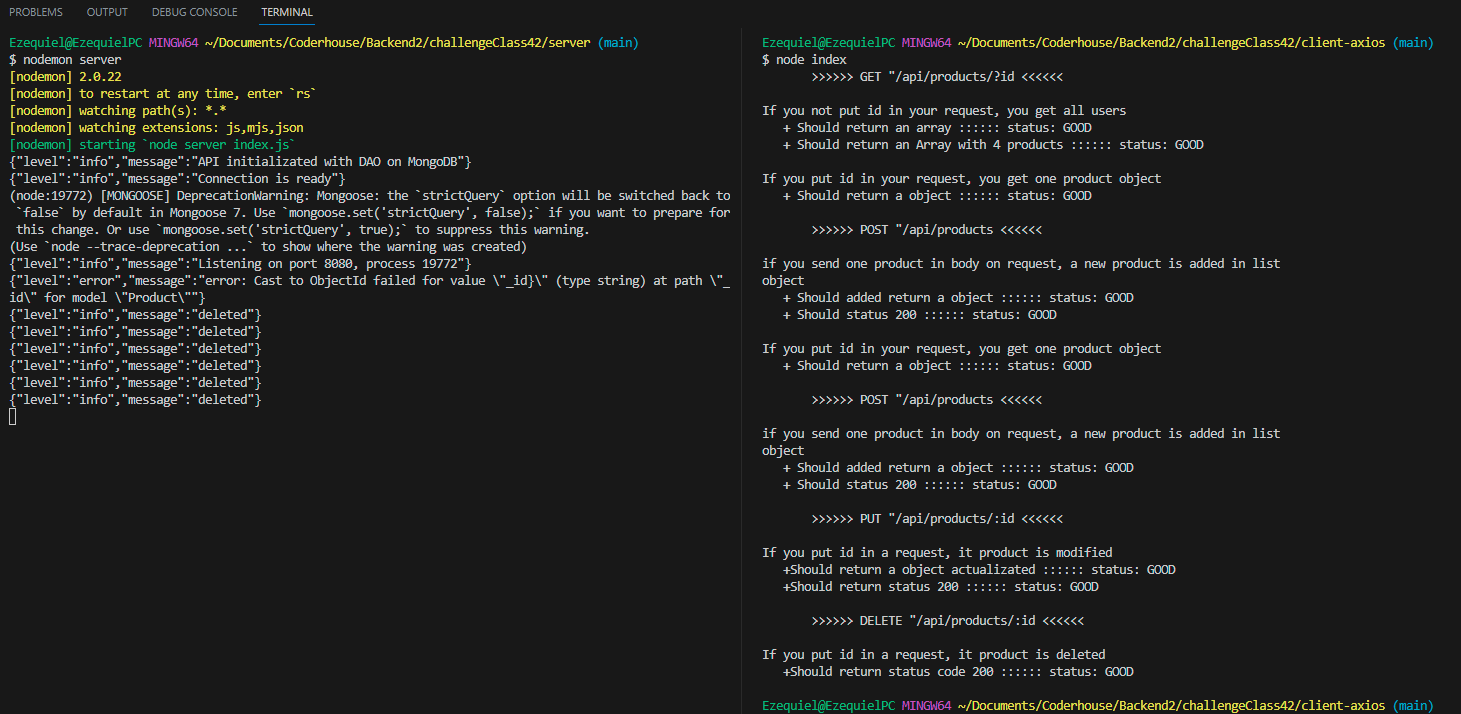 PROBLEMS OUTPUT DEBUG CONSOLE TERMINAL
Ezequiel@EzequielPC MINGW64 ~/Documents/Coderhouse/Backend2/challengeClass42/server (main)
$ nodemon server
[nodemon] 2.0.22
[nodemon] to restart at any time, enter `rs`
[nodemon] watching path(s): *.*
[nodemon] watching extensions: js,mjs,json
[nodemon] starting `node server index.js`
{"level":"info","message":"API initializated with DAO on MongoDB"}
{"level":"info","message":"Connection is ready"}
(node:19772) [MONGOOSE] DeprecationWarning: Mongoose: the `strictQuery` option will be switched back to
`false` by default in Mongoose 7. Use `mongoose.set('strictQuery', false);` if you want to prepare for
this change. Or use `mongoose.set('strictQuery', true);` to suppress this warning.
(Use `node --trace-deprecation ...` to show where the warning was created)
{"level":"info","message":"Listening on port 8080, process 19772"}
{"level":"error","message":"error: Cast to ObjectId failed for value \"_id}\" (type string) at path \"_
id\" for model \"Product\""}
{"level":"info","message":"deleted"}
{"level":"info","message":"deleted"}
{"level":"info","message":"deleted"}
{"level":"info","message":"deleted"}
{"level":"info","message":"deleted"}
{"level":"info","message":"deleted"}
Ezequiel@EzequielPC MINGW64 ~/Documents/Coderhouse/Backend2/challengeClass42/client-axios (main)
$ node index
>>>>>> GET "/api/products/?id <<<<<<
If you not put id in your request, you get all users
+ Should return an array :::::: status: GOOD
+ Should return an Array with 4 products :::::: status: GOOD
If you put id in your request, you get one product object
+ Should return a object :::::: status: GOOD
>>>>>> POST "/api/products <<<<<<
if you send one product in body on request, a new product is added in list
object
+ Should added return a object :::::: status: GOOD
+ Should status 200 :::::: status: GOOD
If you put id in your request, you get one product object
+ Should return a object :::::: status: GOOD
>>>>>> POST "/api/products <<<<<<
if you send one product in body on request, a new product is added in list
object
+ Should added return a object :::::: status: GOOD
+ Should status 200 :::::: status: GOOD
>>>>>> PUT "/api/products/:id <<<<<<
If you put id in a request, it product is modified
+Should return a object actualizated :::::: status: GOOD
+Should return status 200 :::::: status: GOOD
>>>>>> DELETE "/api/products/:id <<<<<<
If you put id in a request, it product is deleted
+Should return status code 200 :::::: status: GOOD
Ezequiel@EzequielPC MINGW64 ~/Documents/Coderhouse/Backend2/challengeClass42/client-axios (main)